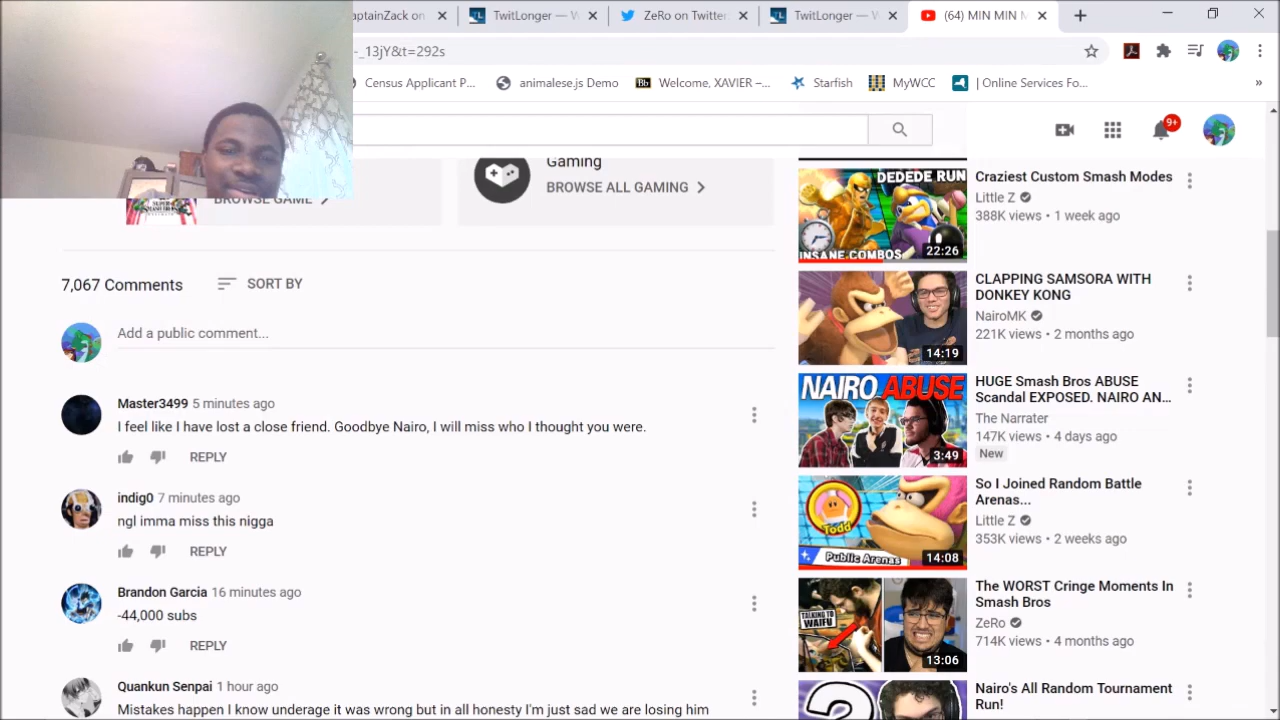 aptainZack on
TwitLonger — W
ZeRo on Twitter:
TwitLonger — W
(64) MIN MIN M
_13jY&t=292s
Census Applicant P...
animalese.js Demo
Bb
Welcome, XAVIER –...
Starfish
MyWCC
| Online Services Fo...
»
9+
Gaming
BROWSE ALL GAMING
BROWSE GAME
7,067 Comments
SORT BY
Add a public comment...
Master3499 5 minutes ago
I feel like I have lost a close friend. Goodbye Nairo, I will miss who I thought you were.
REPLY
indig0 7 minutes ago
ngl imma miss this nigga
REPLY
Brandon Garcia 16 minutes ago
-44,000 subs
REPLY
Quankun Senpai 1 hour ago
Mistakes happen I know underage it was wrong but in all honesty I'm just sad we are losing him
DEDEDE RUN
INSANE COMBOS
22:26
Craziest Custom Smash Modes
Little Z
388K views • 1 week ago
14:19
CLAPPING SAMSORA WITH
DONKEY KONG
NairoMK
221K views • 2 months ago
NAIRO ABUSE
3:49
HUGE Smash Bros ABUSE
Scandal EXPOSED. NAIRO AN...
The Narrater
147K views • 4 days ago
New
Todd
Public Arenas
14:08
So I Joined Random Battle
Arenas...
Little Z
353K views • 2 weeks ago
TALKING TO
WAIFU
13:06
The WORST Cringe Moments In
Smash Bros
ZeRo
714K views • 4 months ago
?
Nairo's All Random Tournament
Run!